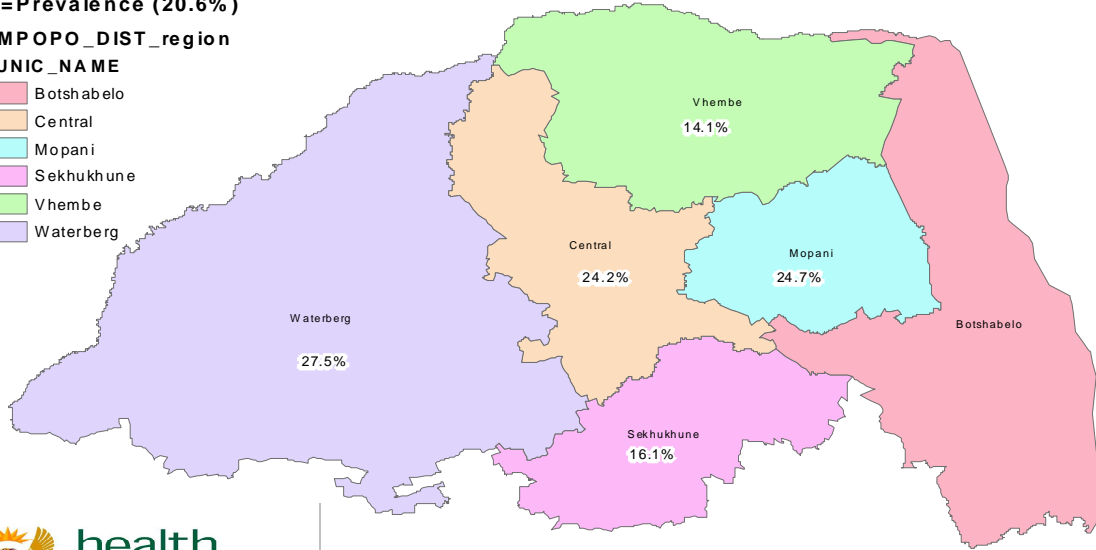 =Prevalence (20.6%)
MPOPO_DIST_region
UNIC_NAME
Botshabelo
Central
Mopani
Sekhukhune
Vhembe
Waterberg
Vhembe
14.1%
Central
24.2%
Mopani
24.7%
Botshabelo
Waterberg
27.5%
Sekhukhune
16.1%
health